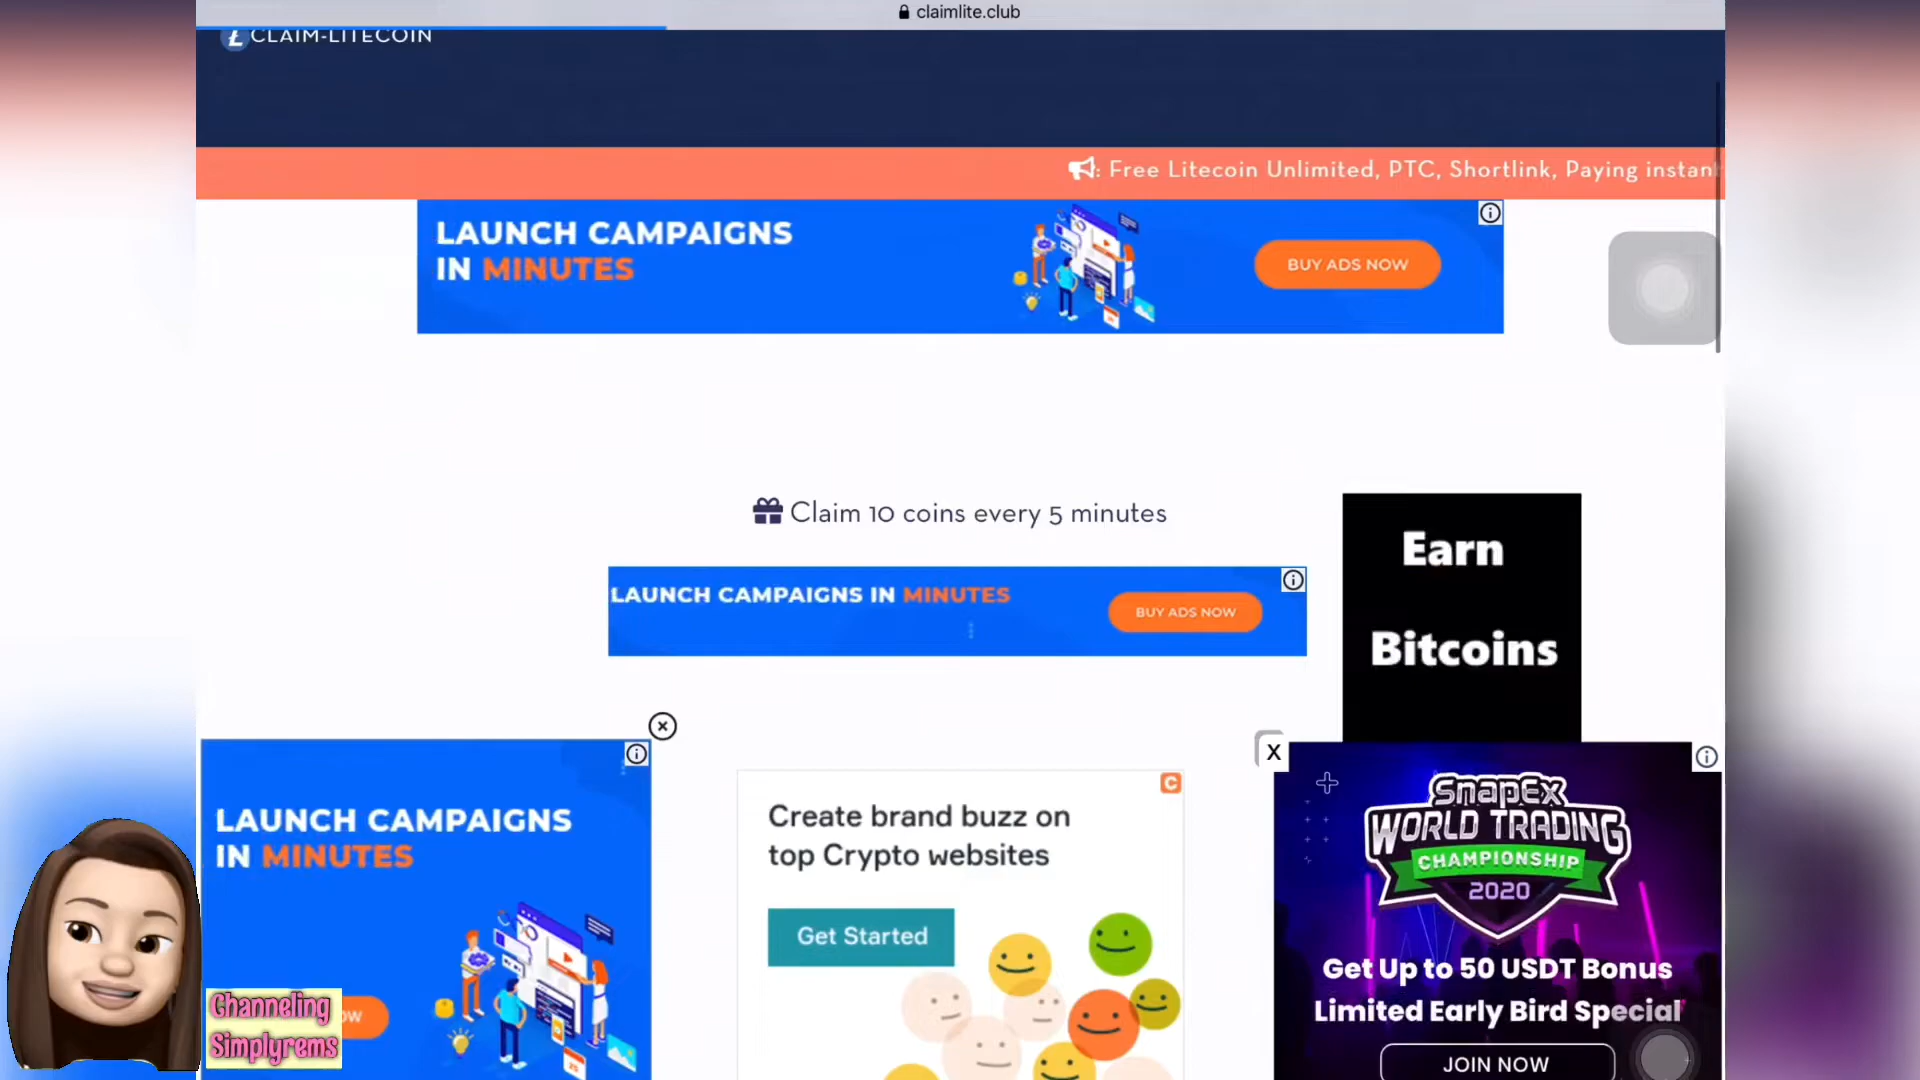 claimlite.club
CLAIM-LITECOIN
: Free Litecoin Unlimited, PTC, Shortlink, Paying instan
LAUNCH CAMPAIGNS
IN MINUTES
BUY ADS NOW
Claim 10 coins every 5 minutes
LAUNCH CAMPAIGNS IN MINUTES
BUY ADS NOW
Earn
Bitcoins
LAUNCH CAMPAIGNS
IN MINUTES
OW
Create brand buzz on
top Crypto websites
Get Started
X
SnapEx
WORLD TRADING
CHAMPIONSHIP
2020
Get Up to 50 USDT Bonus
Limited Early Bird Special
JOIN NOW
Channeling
Simplyrems